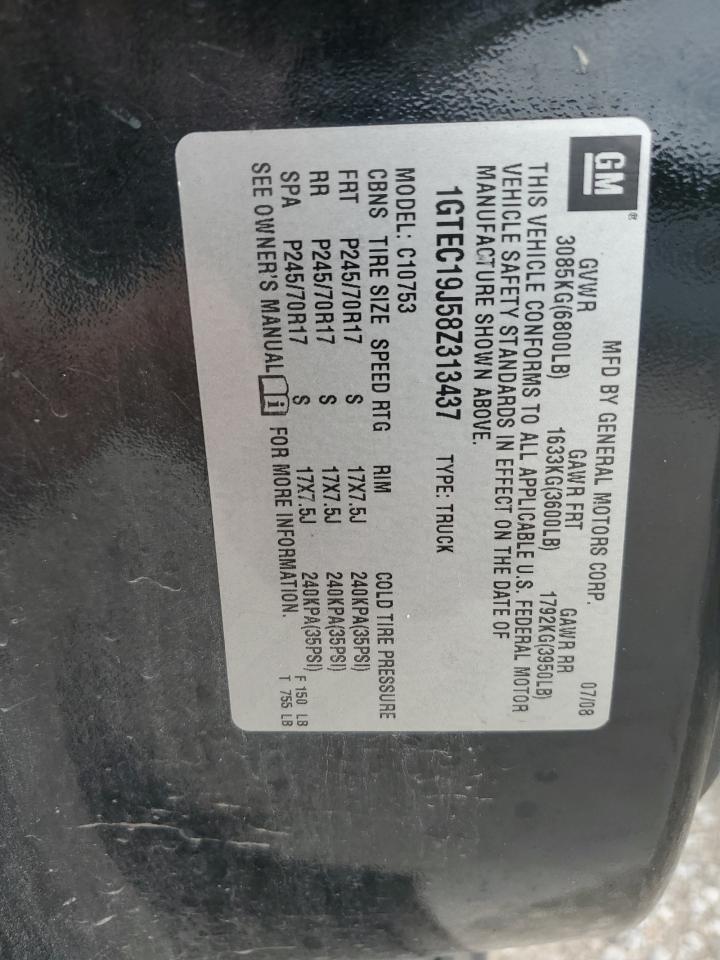 GM®
MFD BY GENERAL MOTORS CORP. 07/08
GVWR GAWR FRT GAWR RR
3085KG(6800LB) 1633KG(3600LB) 1792KG(3950LB)
THIS VEHICLE CONFORMS TO ALL APPLICABLE U.S. FEDERAL MOTOR
VEHICLE SAFETY STANDARDS IN EFFECT ON THE DATE OF
MANUFACTURE SHOWN ABOVE.
1GTEC19J58Z313437 TYPE: TRUCK
MODEL: C10753
CBNS TIRE SIZE SPEED RTG RIM COLD TIRE PRESSURE
FRT P245/70R17 S 17X7.5J 240KPA(35PSI)
RR P245/70R17 S 17X7.5J 240KPA(35PSI)
SPA P245/70R17 S 17X7.5J 240KPA(35PSI)
SEE OWNER'S MANUAL i FOR MORE INFORMATION.
F 150 LB
T 755 LB